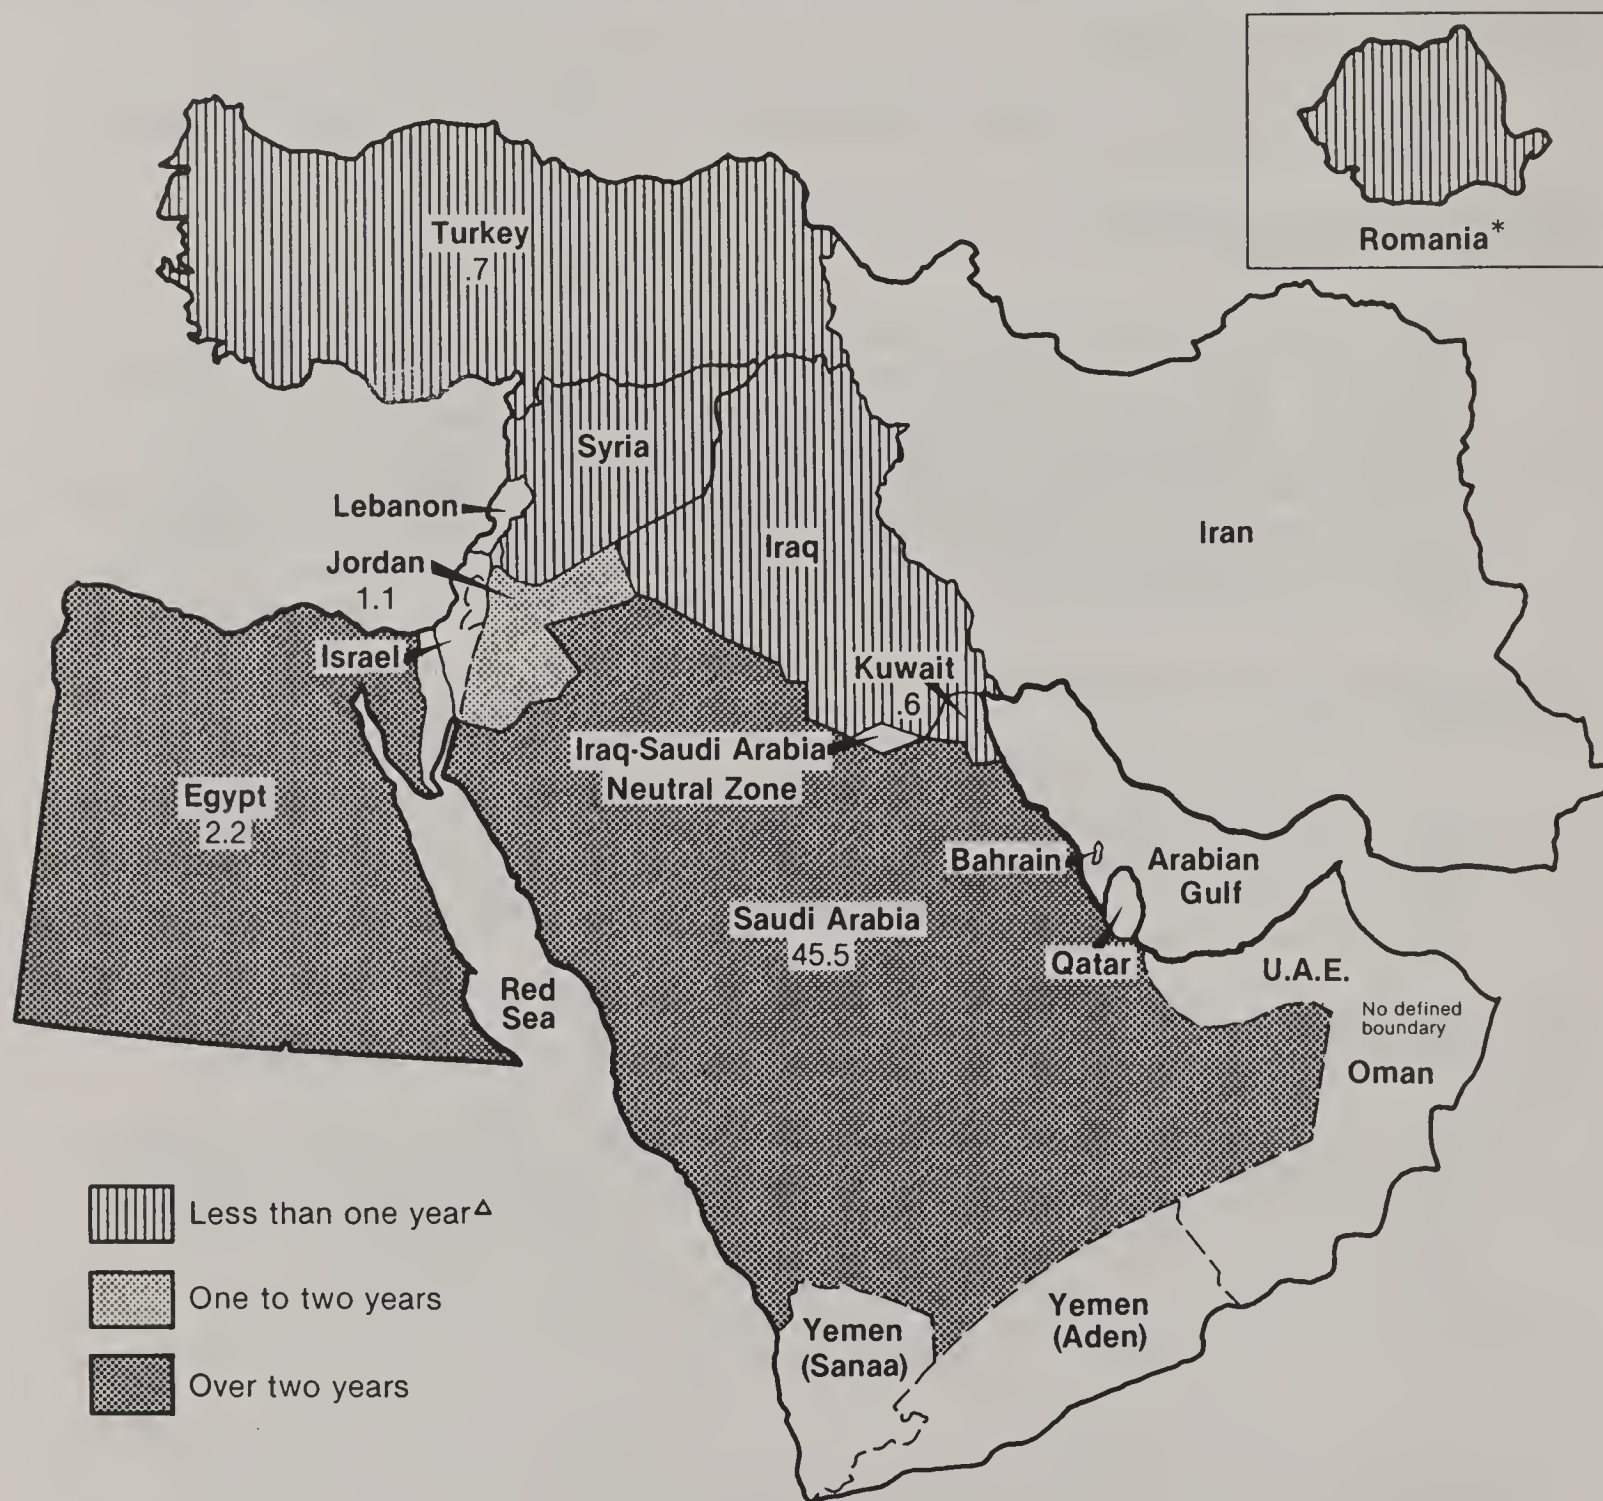 Romania*
Turkey
.7
Syria
Lebanon
Iraq
Iran
Jordan
1.1
Israel
Kuwait
.6
Iraq-Saudi Arabia
Neutral Zone
Egypt
2.2
Bahrain
Arabian
Gulf
Saudi Arabia
45.5
Qatar
U.A.E.
Red
Sea
No defined
boundary
Oman
Less than one year△
One to two years
Over two years
Yemen
(Aden)
Yemen
(Sanaa)